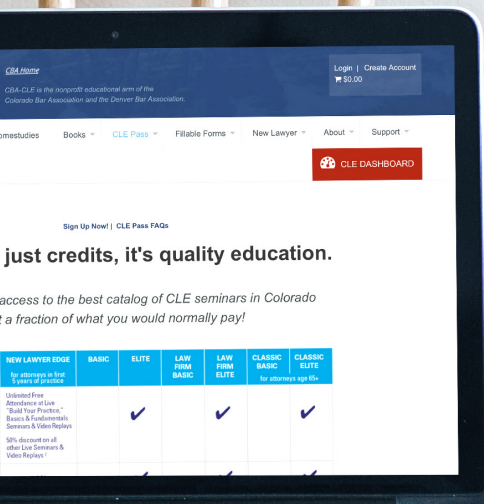 CBA Home
Login | Create Account
$0.00
CBA-CLE is the nonprofit educational arm of the
Colorado Bar Association and the Denver Bar Association.
omestudies Books CLE Pass Fillable Forms New Lawyer About Support
CLE DASHBOARD
Sign Up Now! | CLE Pass FAQs
just credits, it's quality education.
access to the best catalog of CLE seminars in Colorado
t a fraction of what you would normally pay!
NEW LAWYER EDGE
for attorneys in first
5 years of practice
BASIC
ELITE
LAW
FIRM
BASIC
LAW
FIRM
ELITE
CLASSIC
BASIC
CLASSIC
ELITE
for attorneys age 65+
Unlimited Free
Attendance at Live
"Build Your Practice,"
Basics & Fundamentals
Seminars & Video Replays
50% discount on all
other Live Seminars &
Video Replays ¹